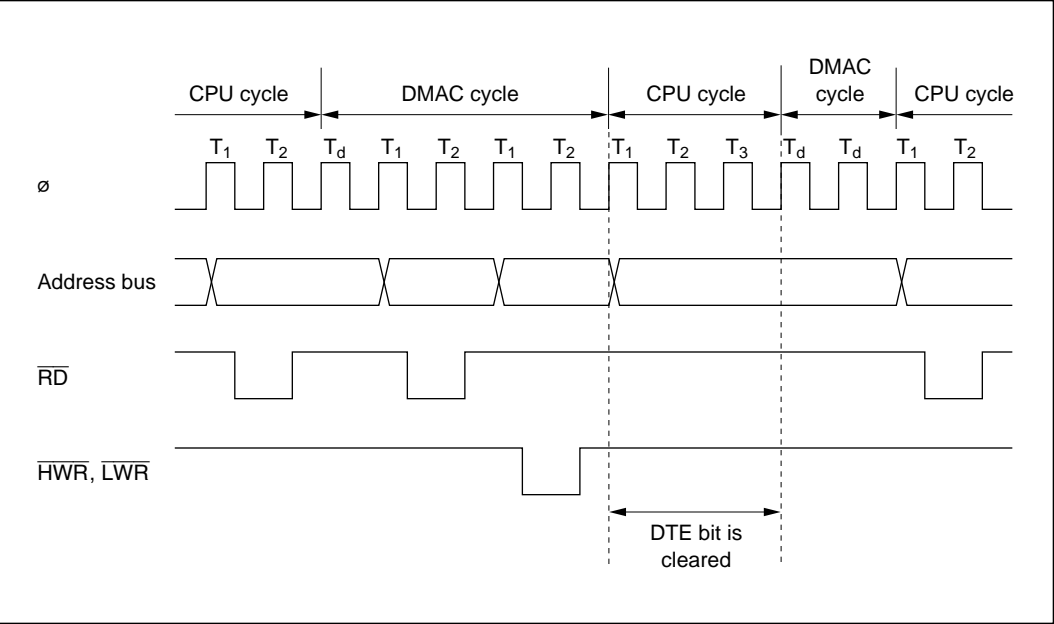 CPU cycle DMAC cycle CPU cycle DMAC cycle CPU cycle
T1 T2 Td T1 T2 T1 T2 T1 T2 T3 Td Td T1 T2
ø
Address bus
RD
HWR, LWR
DTE bit is
cleared